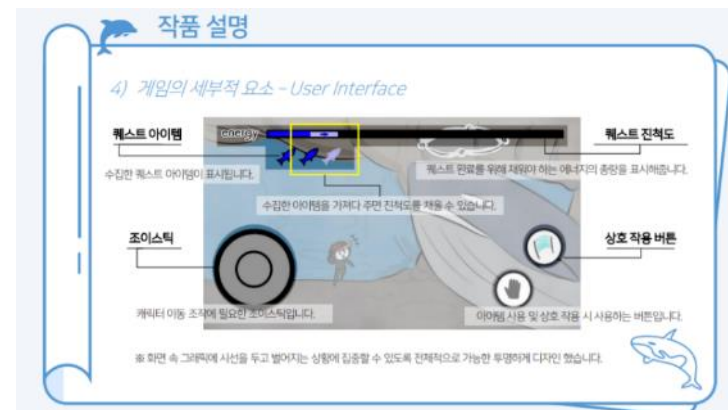 작품 설명
4) 게임의 세부적 요소 - User Interface
퀘스트 아이템
energy
퀘스트 진척도
수집한 퀘스트 아이템이 표시됩니다.
퀘스트 완료를 위해 채워야 하는 에너지의 총량을 표시해줍니다.
수집한 아이템을 가져다 주면 진척도를 채울 수 있습니다.
조이스틱
상호 작용 버튼
캐릭터 이동 조작에 필요한 조이스틱입니다.
아이템 사용 및 상호 작용 시 사용하는 버튼입니다.
※ 화면 속 그래픽에 시선을 두고 벌어지는 상황에 집중할 수 있도록 전체적으로 가능한 투명하게 디자인 했습니다.